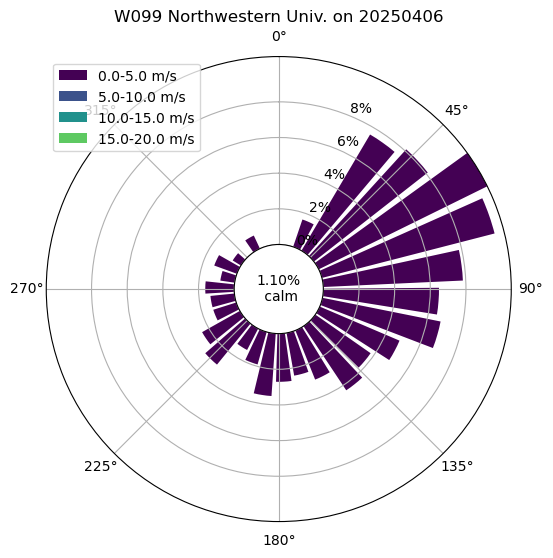 W099 Northwestern Univ. on 20250406
0°
0.0-5.0 m/s
5.0-10.0 m/s
10.0-15.0 m/s
15.0-20.0 m/s
315°
8%
45°
6%
4%
2%
0%
1.10%
calm
270°
90°
225°
135°
180°